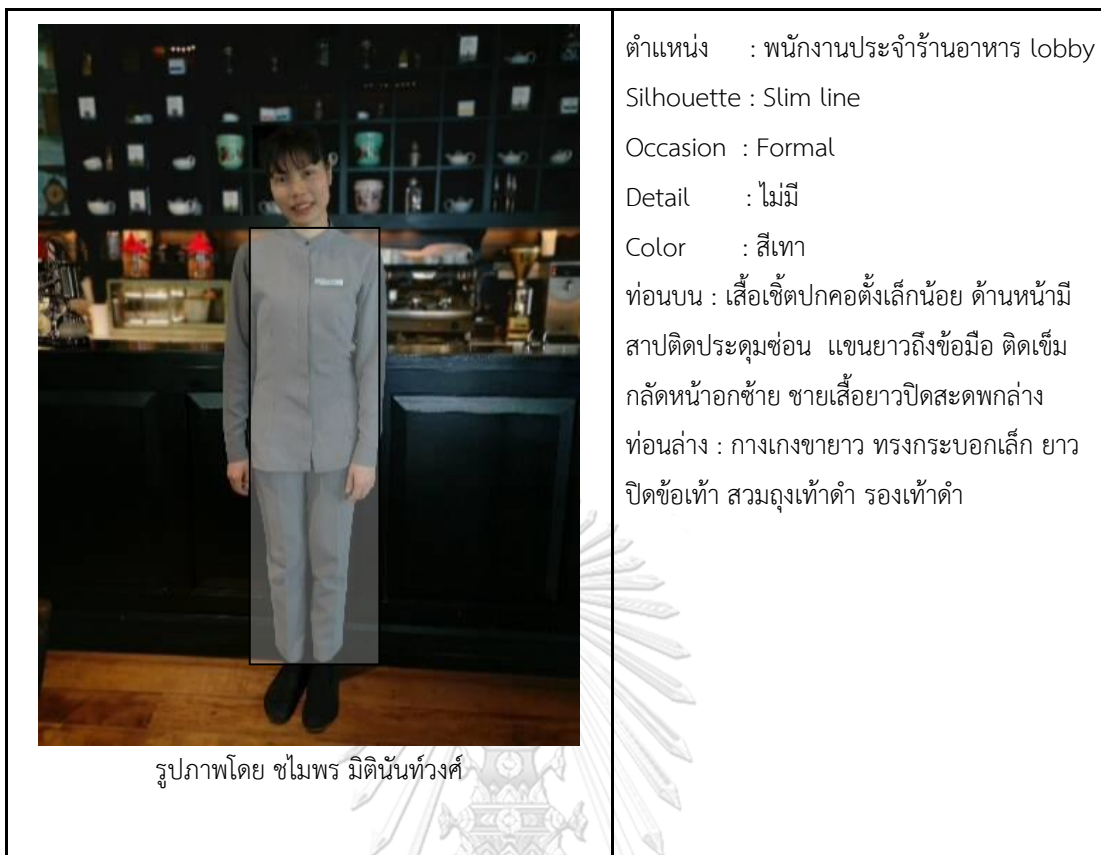 ตำแหน่ง : พนักงานประจำร้านอาหาร lobby
Silhouette : Slim line
Occasion : Formal
Detail : ไม่มี
Color : สีเทา
ท่อนบน : เสื้อเชิ้ตปกคอตั้งเล็กน้อย ด้านหน้ามี
สาปติดประดุมซ่อน แขนยาวถึงข้อมือ ติดเข็ม
กลัดหน้าอกซ้าย ชายเสื้อยาวปิดสะดพกล่าง
ท่อนล่าง : กางเกงขายาว ทรงกระบอกเล็ก ยาว
ปิดข้อเท้า สวมถุงเท้าดำ รองเท้าดำ
รูปภาพโดย ชไมพร มิตินันท์วงศ์